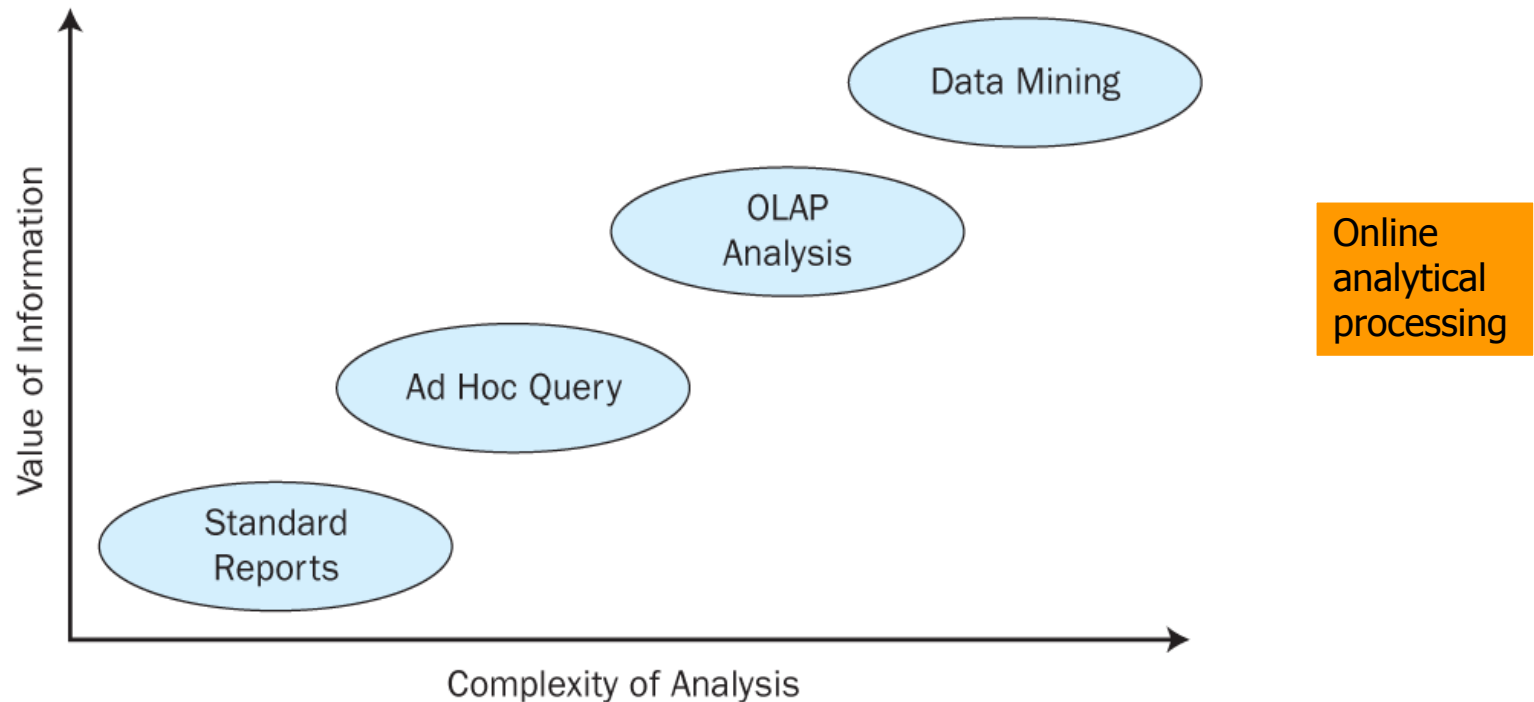 Value of Information
Data Mining
OLAP
Analysis
Online
analytical
processing
Ad Hoc Query
Standard
Reports
Complexity of Analysis